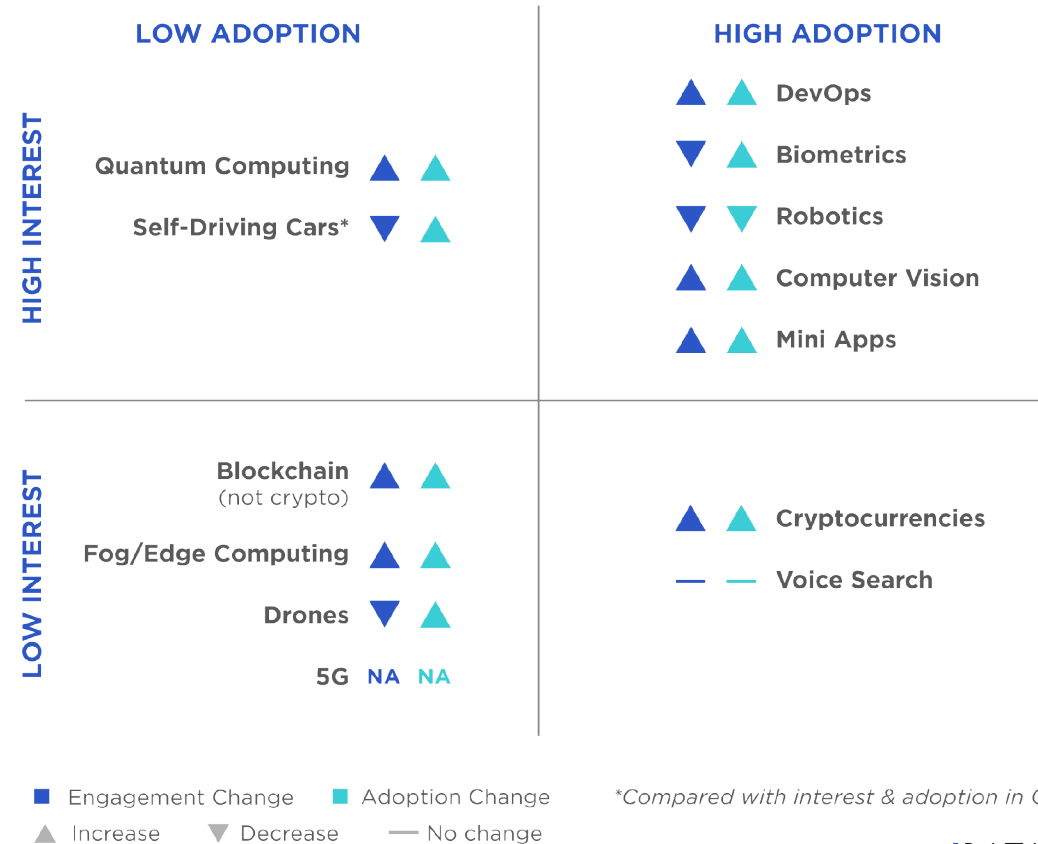 LOW ADOPTION
HIGH ADOPTION
HIGH INTEREST
Quantum Computing
Self-Driving Cars*
DevOps
Biometrics
Robotics
Computer Vision
Mini Apps
LOW INTEREST
Blockchain
(not crypto)
Fog/Edge Computing
Drones
5G NA NA
Cryptocurrencies
Voice Search
Engagement Change
Adoption Change
*Compared with interest & adoption in
Increase
Decrease
No change